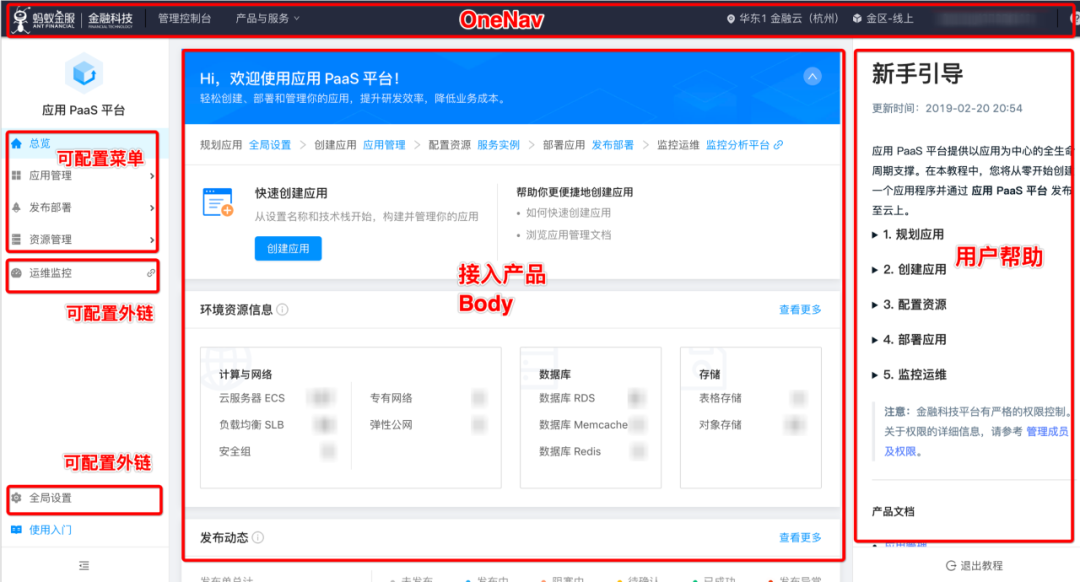 蚂蚁金服 金融科技 管理控制台 产品与服务 OneNav 华东1 金融云（杭州） 金区-线上
ANT FINANCIAL FINANCIAL TECHNOLOGY
应用 PaaS 平台
总览
可配置菜单
应用管理
发布部署
资源管理
运维监控
可配置外链
可配置外链
全局设置
使用入门
Hi，欢迎使用应用 PaaS 平台！
轻松创建、部署和管理你的应用，提升研发效率，降低业务成本。
规划应用 全局设置 > 创建应用 应用管理 > 配置资源 服务实例 > 部署应用 发布部署 > 监控运维 监控分析平台
快速创建应用
从设置名称和技术栈开始，构建并管理你的应用
创建应用
帮助你更便捷地创建应用
• 如何快速创建应用
• 浏览应用管理文档
接入产品
Body
环境资源信息 查看更多
计算与网络
云服务器 ECS
负载均衡 SLB
安全组
专有网络
弹性公网
数据库
数据库 RDS
数据库 Memcache
数据库 Redis
存储
表格存储
对象存储
发布动态 查看更多
发布单总计 未发布 发布中 阻塞中 待确认 已成功 发布异常
新手引导
更新时间：2019-02-20 20:54
应用 PaaS 平台提供以应用为中心的全生命
周期支撑。在本教程中，您将从零开始创建
一个应用程序并通过 应用 PaaS 平台 发布
至云上。
1. 规划应用
用户帮助
2. 创建应用
3. 配置资源
4. 部署应用
5. 监控运维
注意：金融科技平台有严格的权限控制。
关于权限的详细信息，请参考 管理成员
及权限。
产品文档
退出教程